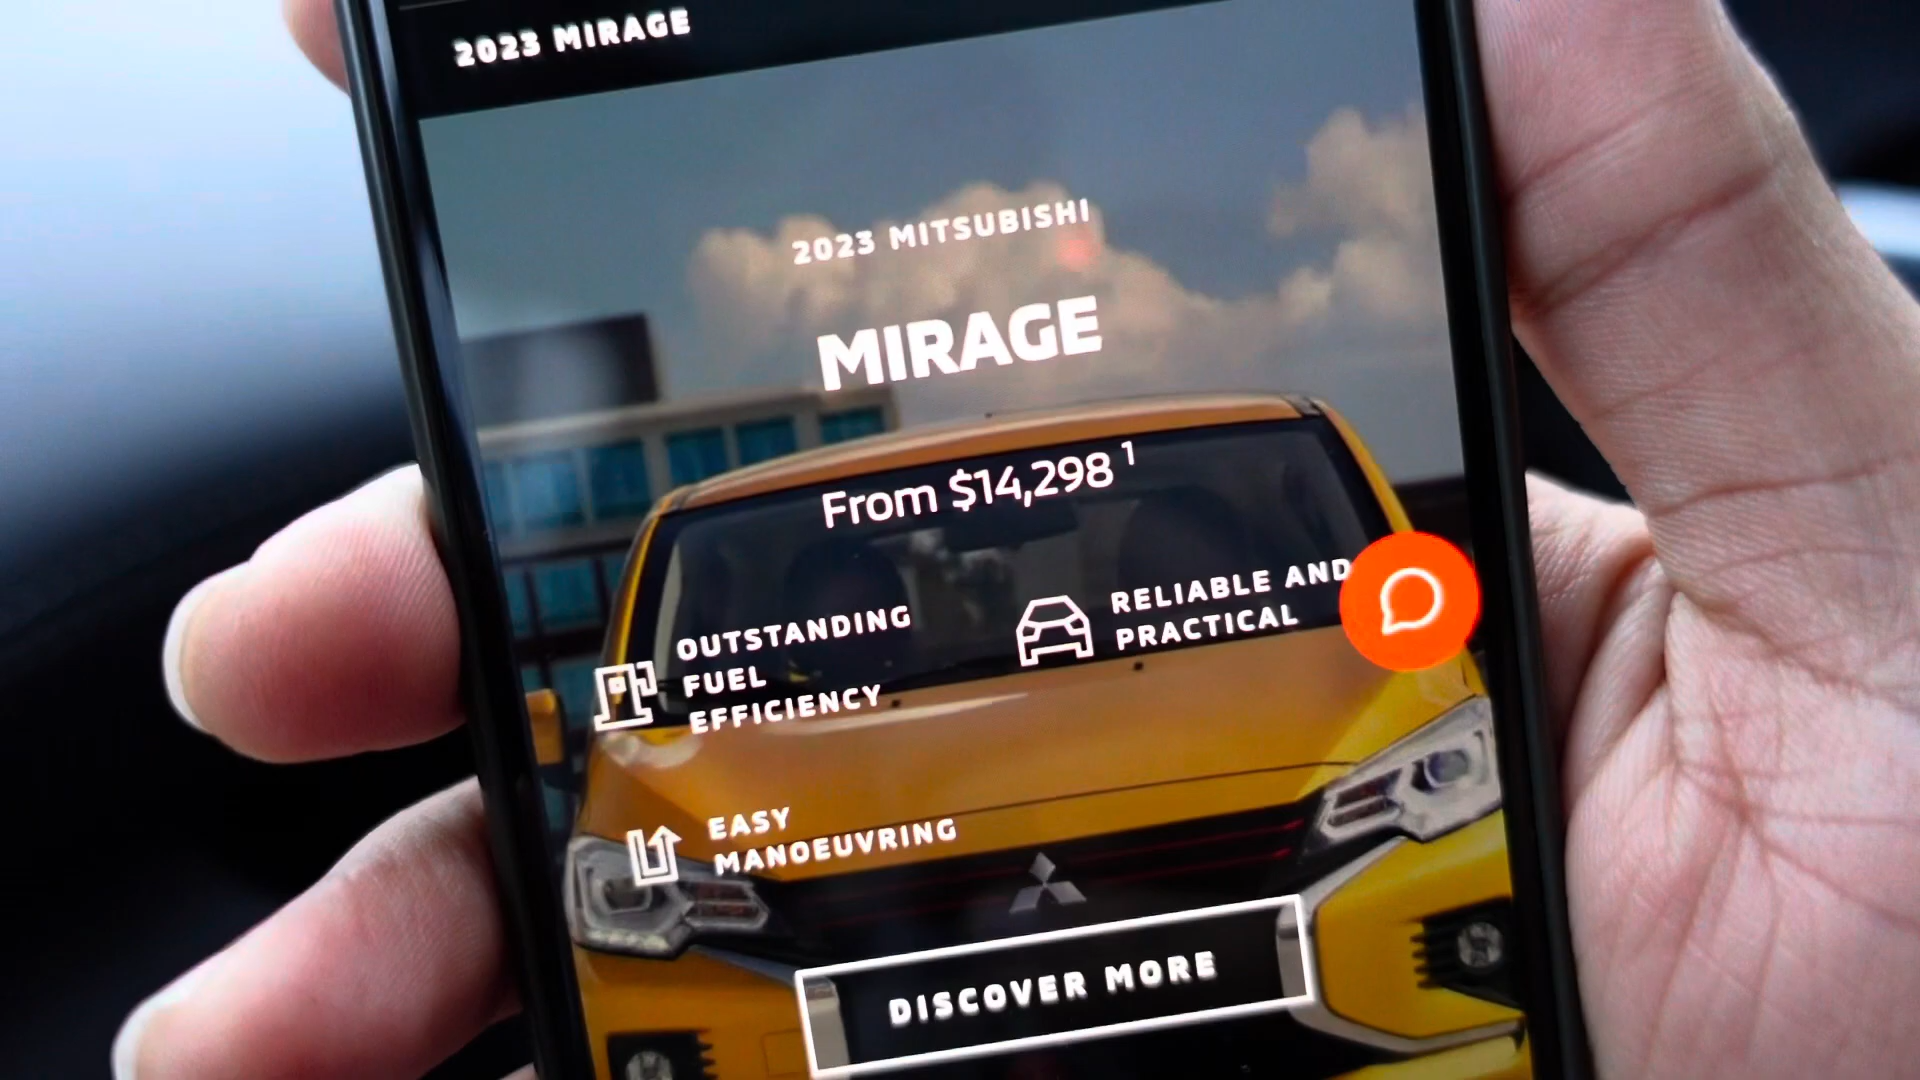 2023 MIRAGE
2023 MITSUBISHI
MIRAGE
From $14,298 1
OUTSTANDING
FUEL
EFFICIENCY
RELIABLE AND
PRACTICAL
EASY
MANOEUVRING
DISCOVER MORE